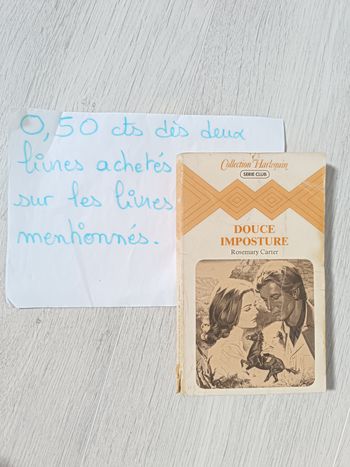 0,50 cts dès deux
livres achetés
sur les livres
mentionnés.
Collection Harlequin
SERIE CLUB
DOUCE
IMPOSTURE
Rosemary Carter